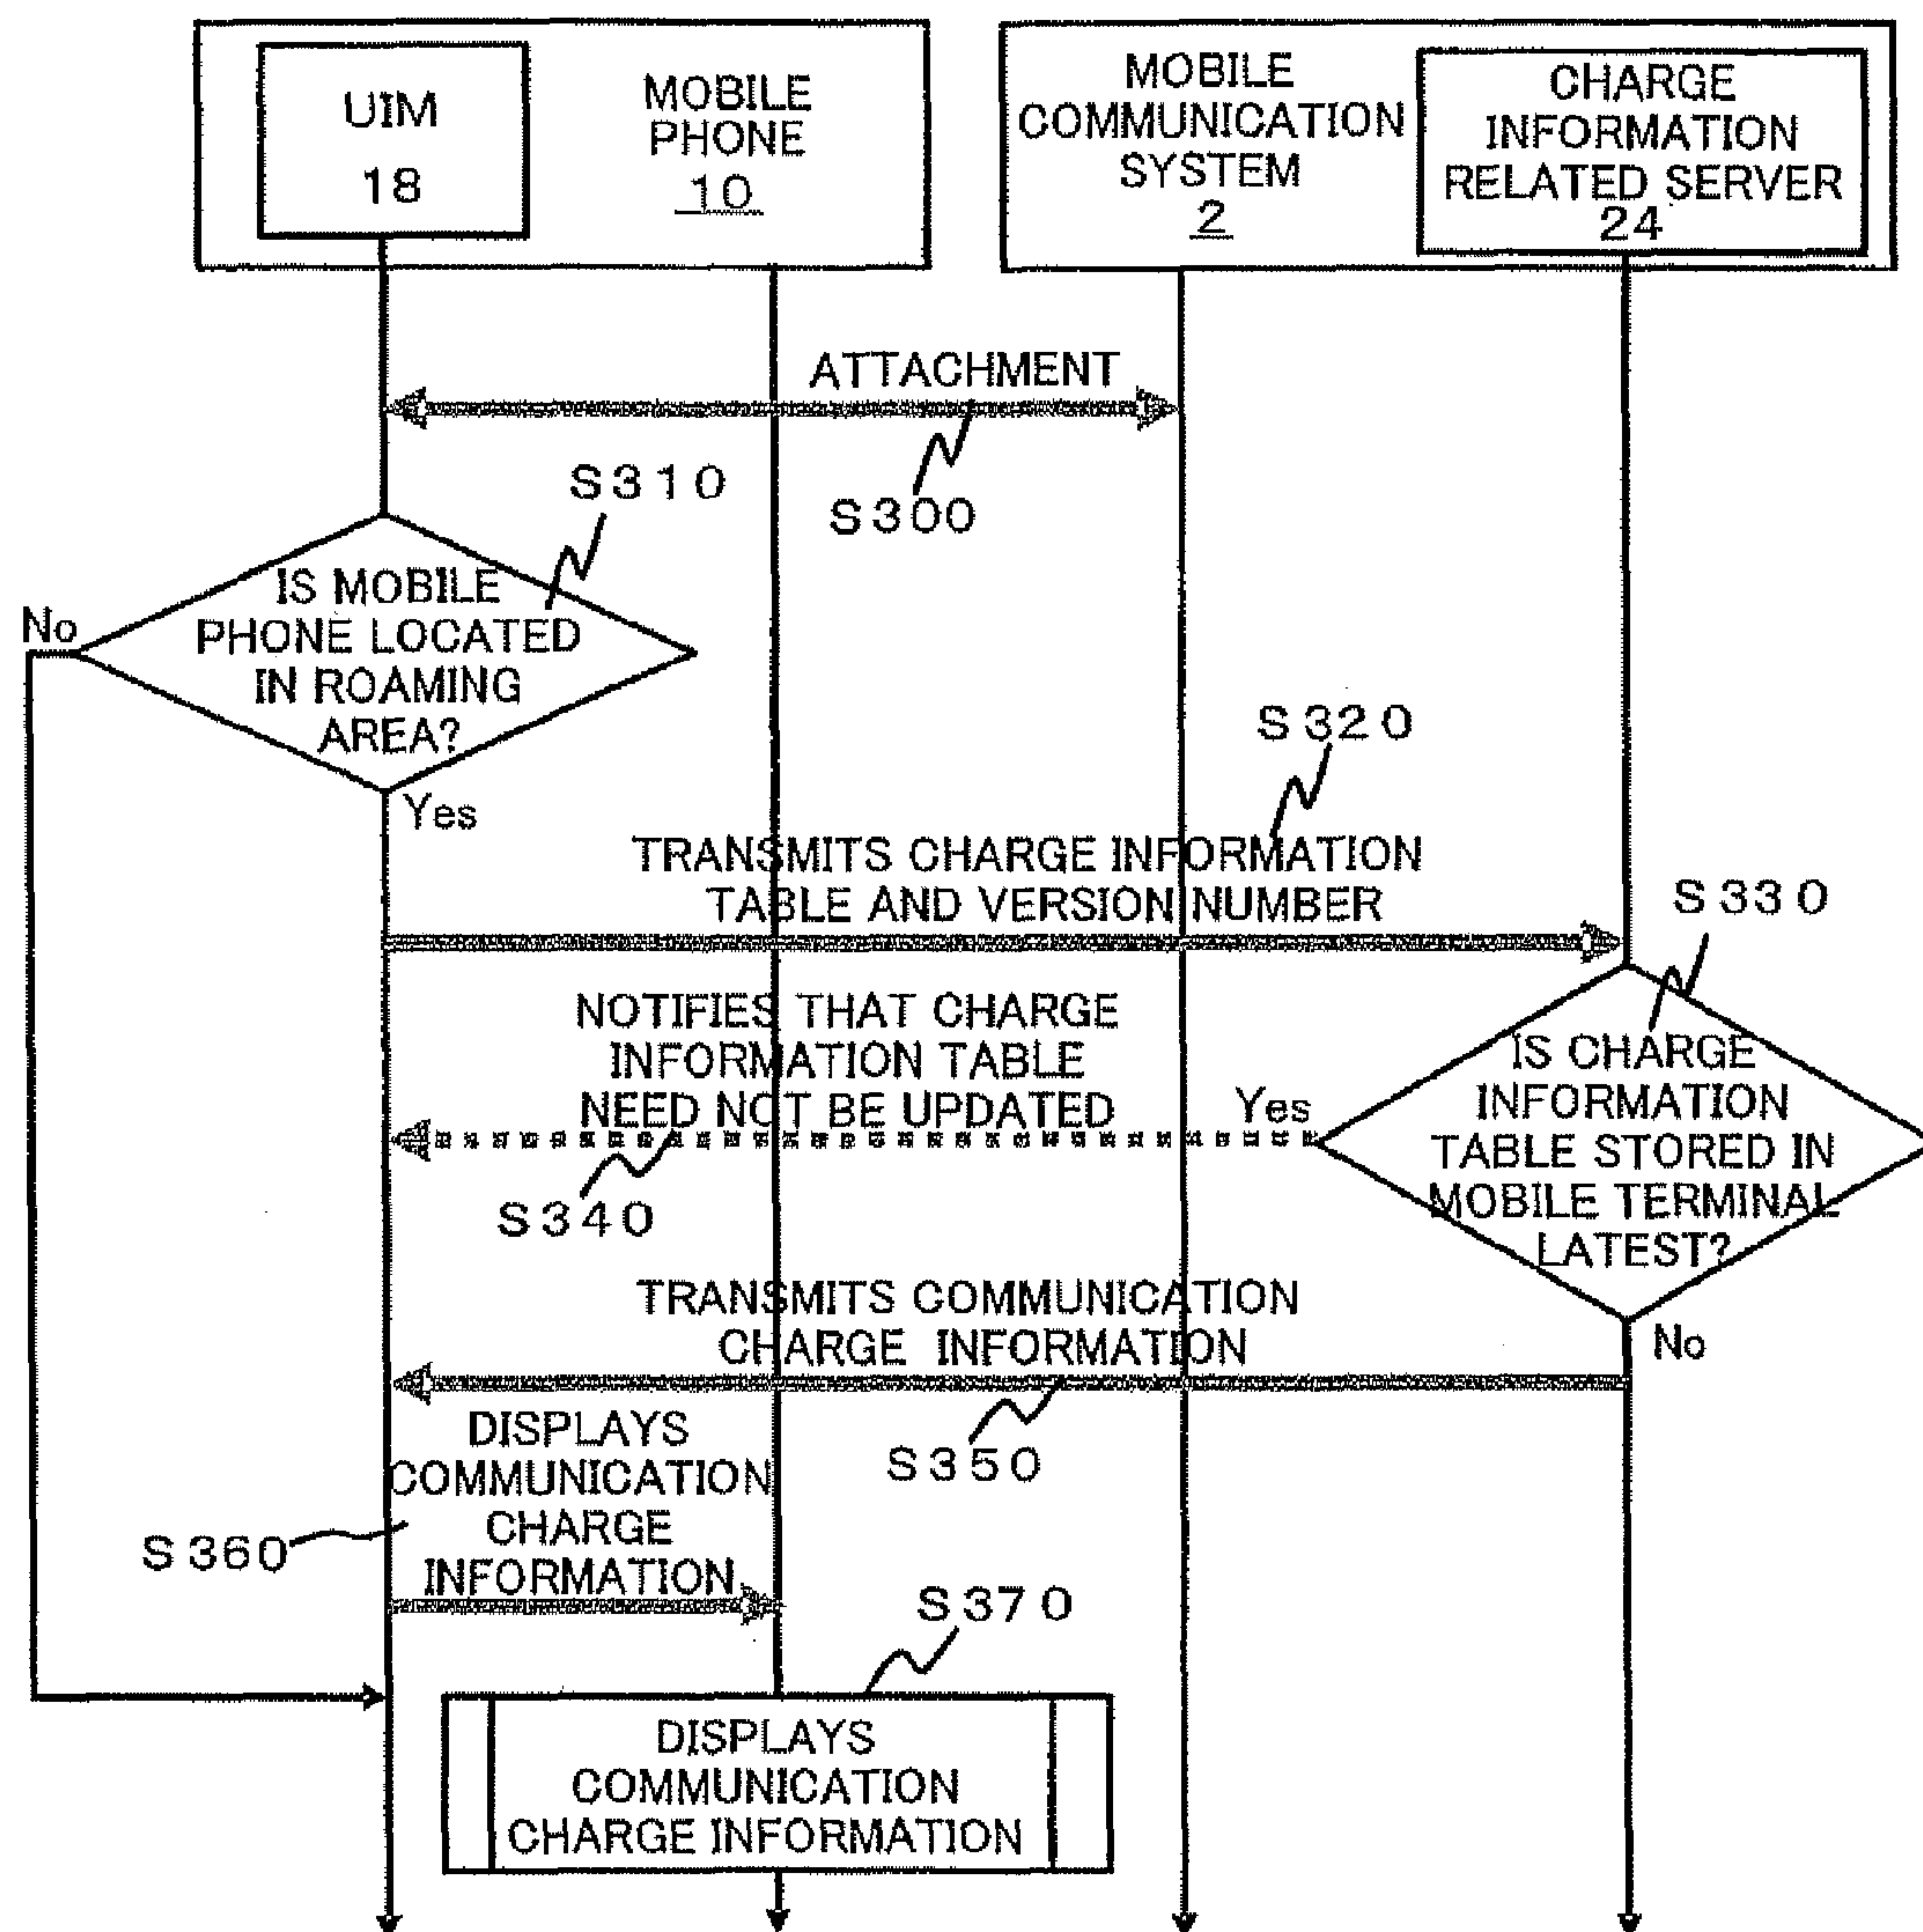 UIM
18
MOBILE
PHONE
10
MOBILE
COMMUNICATION
SYSTEM
2
CHARGE
INFORMATION
RELATED SERVER
24
ATTACHMENT
S300
S310
IS MOBILE
PHONE LOCATED
IN ROAMING
AREA?
No
Yes
S320
TRANSMITS CHARGE INFORMATION
TABLE AND VERSION NUMBER
S330
IS CHARGE
INFORMATION
TABLE STORED IN
MOBILE TERMINAL
LATEST?
Yes
No
NOTIFIES THAT CHARGE
INFORMATION TABLE
NEED NOT BE UPDATED
S340
TRANSMITS COMMUNICATION
CHARGE INFORMATION
S350
DISPLAYS
COMMUNICATION
CHARGE
INFORMATION
S360
S370
DISPLAYS
COMMUNICATION
CHARGE INFORMATION